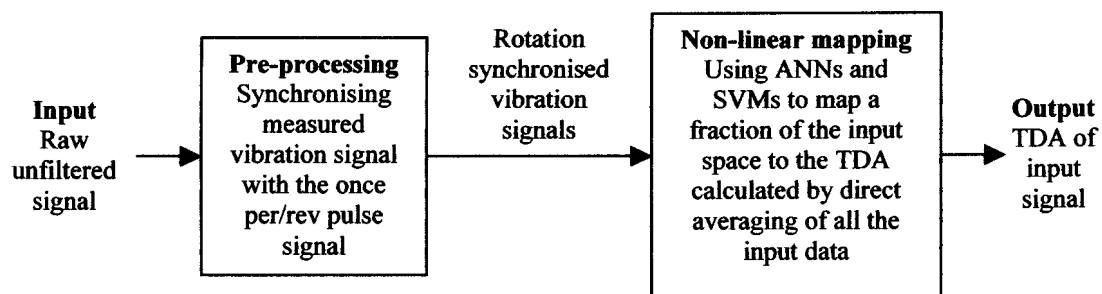 Input
Raw
unfiltered
signal
Pre-processing
Synchronising
measured
vibration signal
with the once
per/rev pulse
signal
Rotation
synchronised
vibration
signals
Non-linear mapping
Using ANNs and
SVMs to map a
fraction of the input
space to the TDA
calculated by direct
averaging of all the
input data
Output
TDA of
input
signal